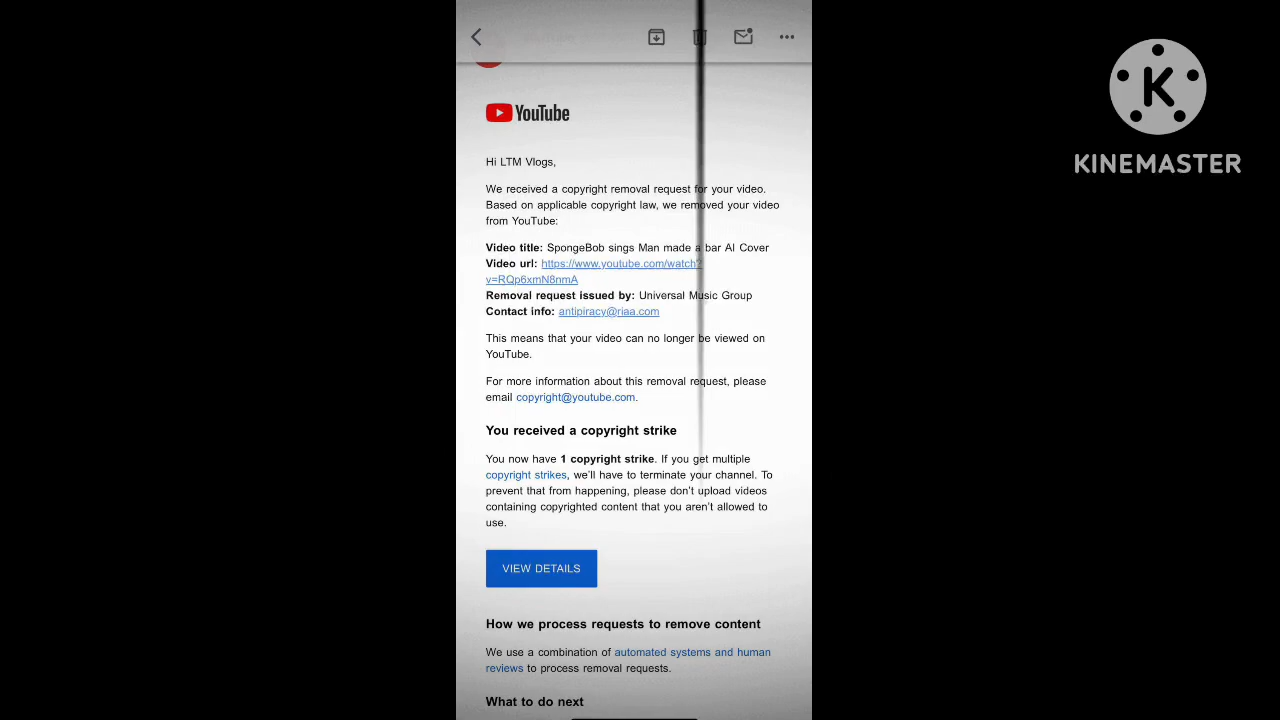 YouTube
Hi LTM Vlogs,
We received a copyright removal request for your video.
Based on applicable copyright law, we removed your video
from YouTube:
Video title: SpongeBob sings Man made a bar AI Cover
Video url: https://www.youtube.com/watch?
v=RQp6xmN8nmA
Removal request issued by: Universal Music Group
Contact info: antipiracy@riaa.com
This means that your video can no longer be viewed on
YouTube.
For more information about this removal request, please
email copyright@youtube.com.
You received a copyright strike
You now have 1 copyright strike. If you get multiple
copyright strikes, we’ll have to terminate your channel. To
prevent that from happening, please don’t upload videos
containing copyrighted content that you aren’t allowed to
use.
VIEW DETAILS
How we process requests to remove content
We use a combination of automated systems and human
reviews to process removal requests.
What to do next
K
KINEMASTER